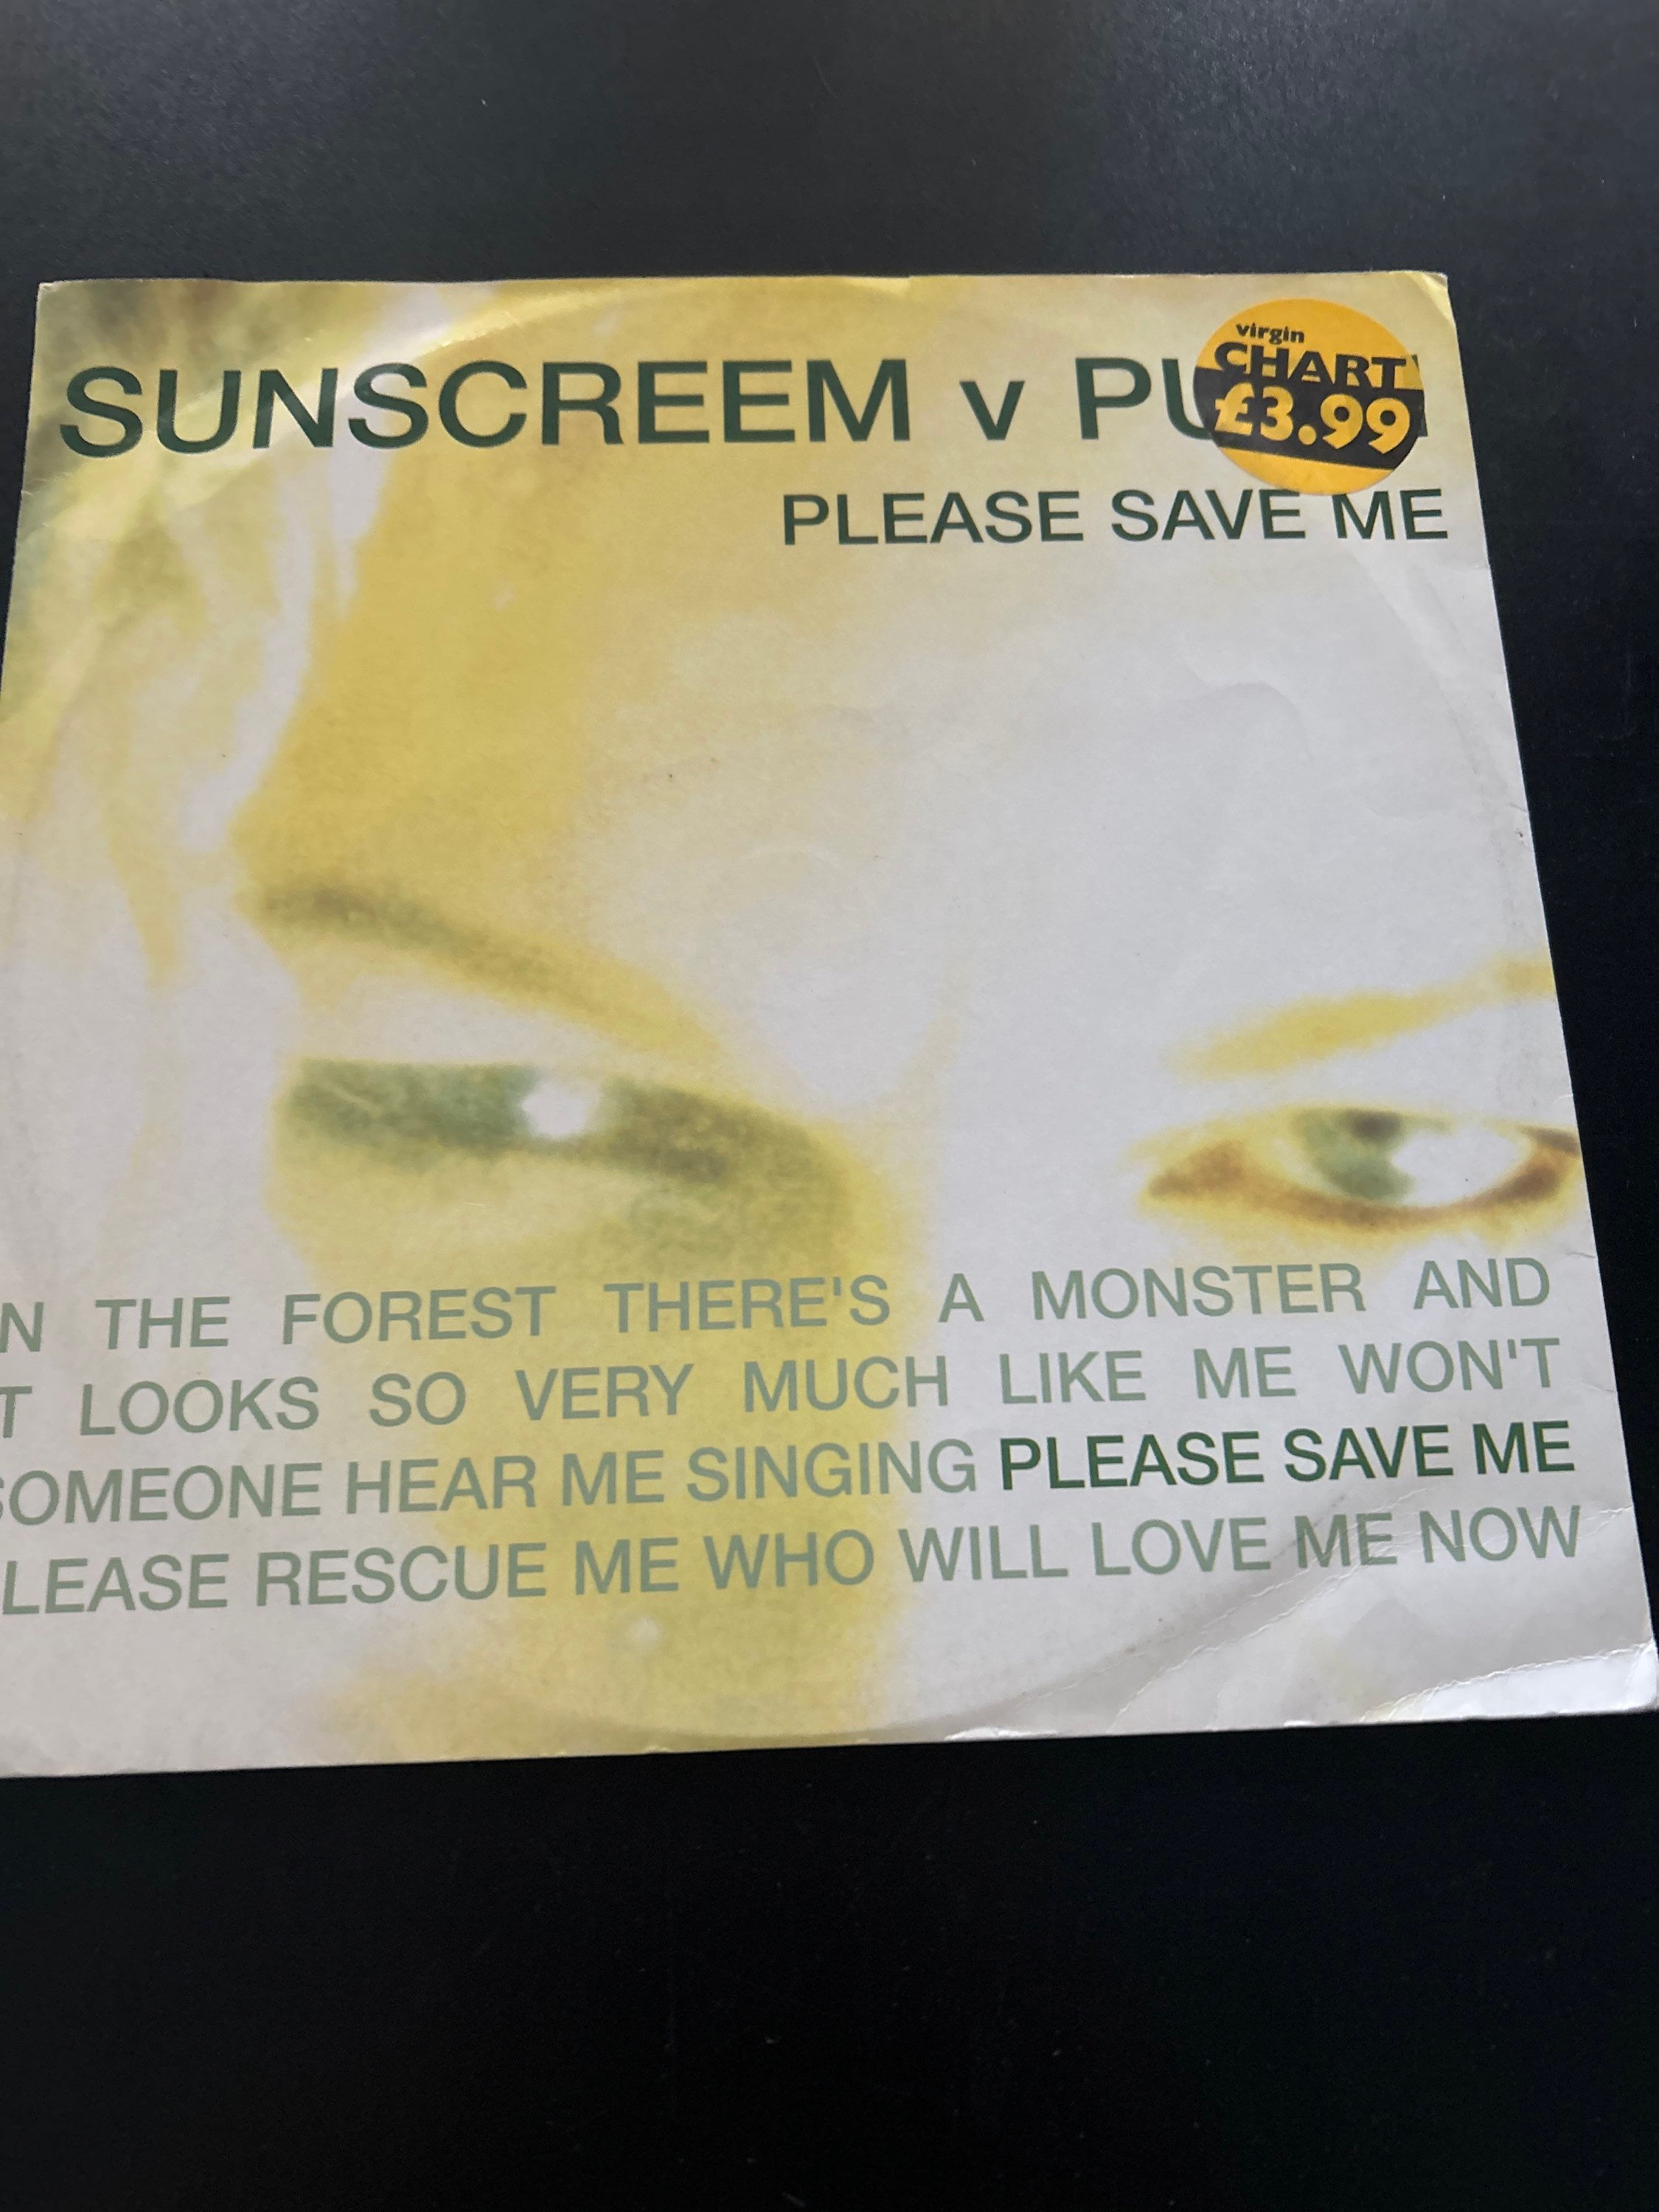 SUNSCREEM v
virgin
CHART
£3.99
PLEASE SAVE ME
THE FOREST THERE'S A MONSTER AND
LOOKS SO VERY MUCH LIKE ME WON'T
SOMEONE HEAR ME SINGING PLEASE SAVE ME
LEASE RESCUE ME WHO WILL LOVE ME NOW